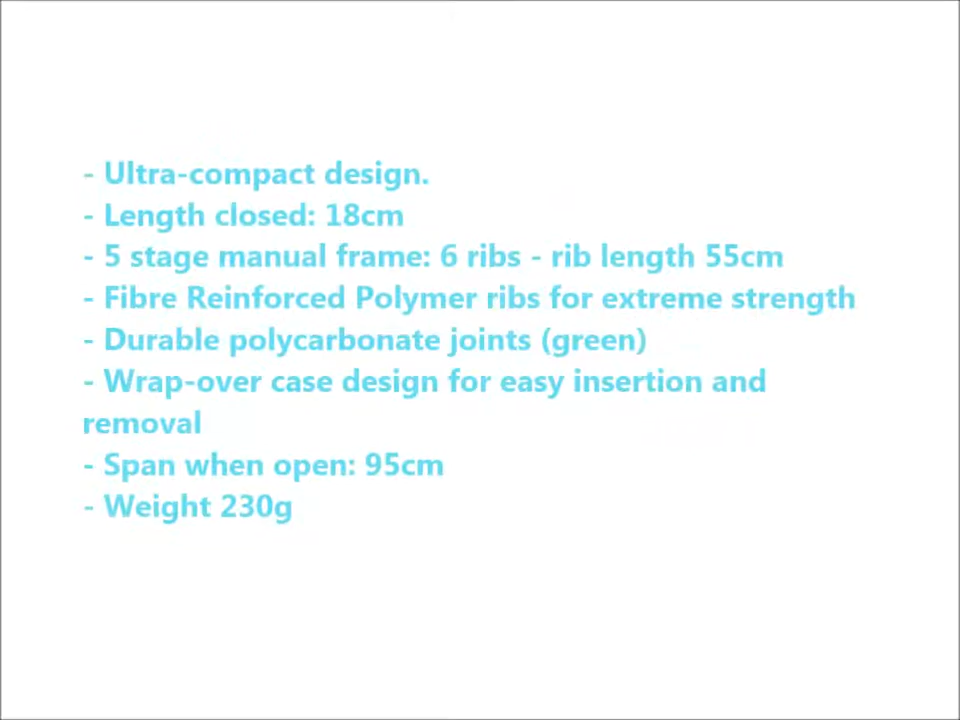 - Ultra-compact design.
- Length closed: 18cm
- 5 stage manual frame: 6 ribs - rib length 55cm
- Fibre Reinforced Polymer ribs for extreme strength
- Durable polycarbonate joints (green)
- Wrap-over case design for easy insertion and
removal
- Span when open: 95cm
- Weight 230g